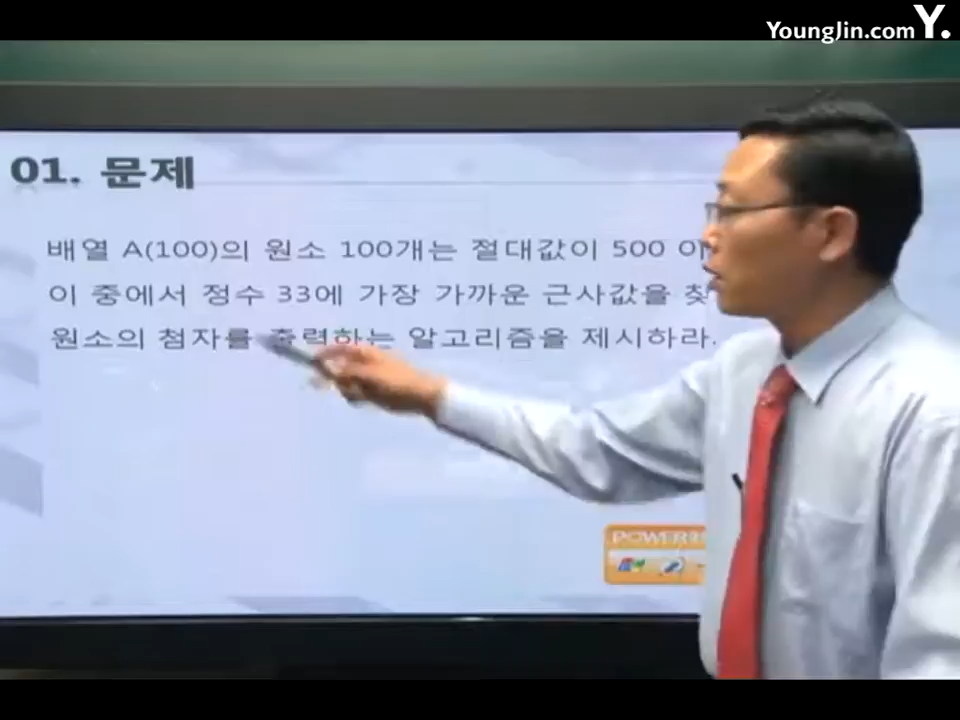 YoungJin.com Y.
01. 문제
배열 A(100)의 원소 100개는 절대값이 500 이
이 중에서 정수 33에 가장 가까운 근사값을 찾
원소의 첨자를 출력하는 알고리즘을 제시하라.
POWER